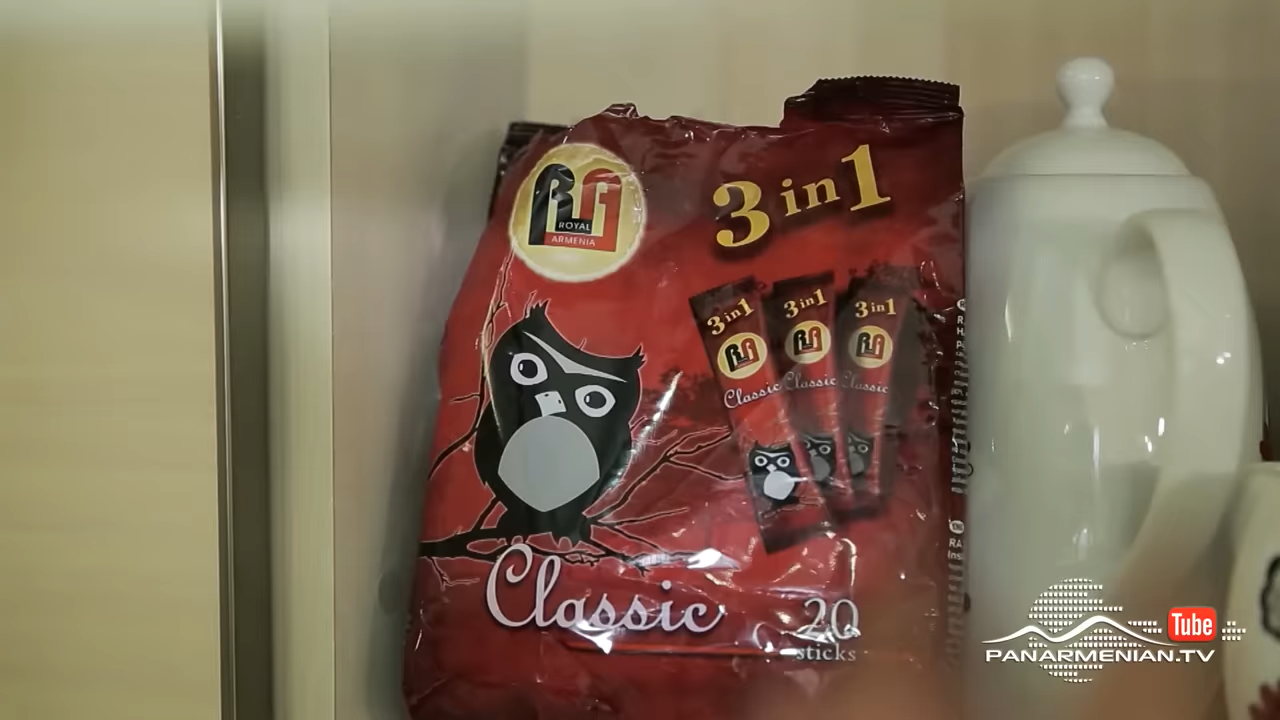 ROYAL
ARMENIA
3 in 1
3 in 1
3 in 1
3 in 1
Classic
Classic
Classic
Classic
20
sticks
Tube
PANARMENIAN.TV